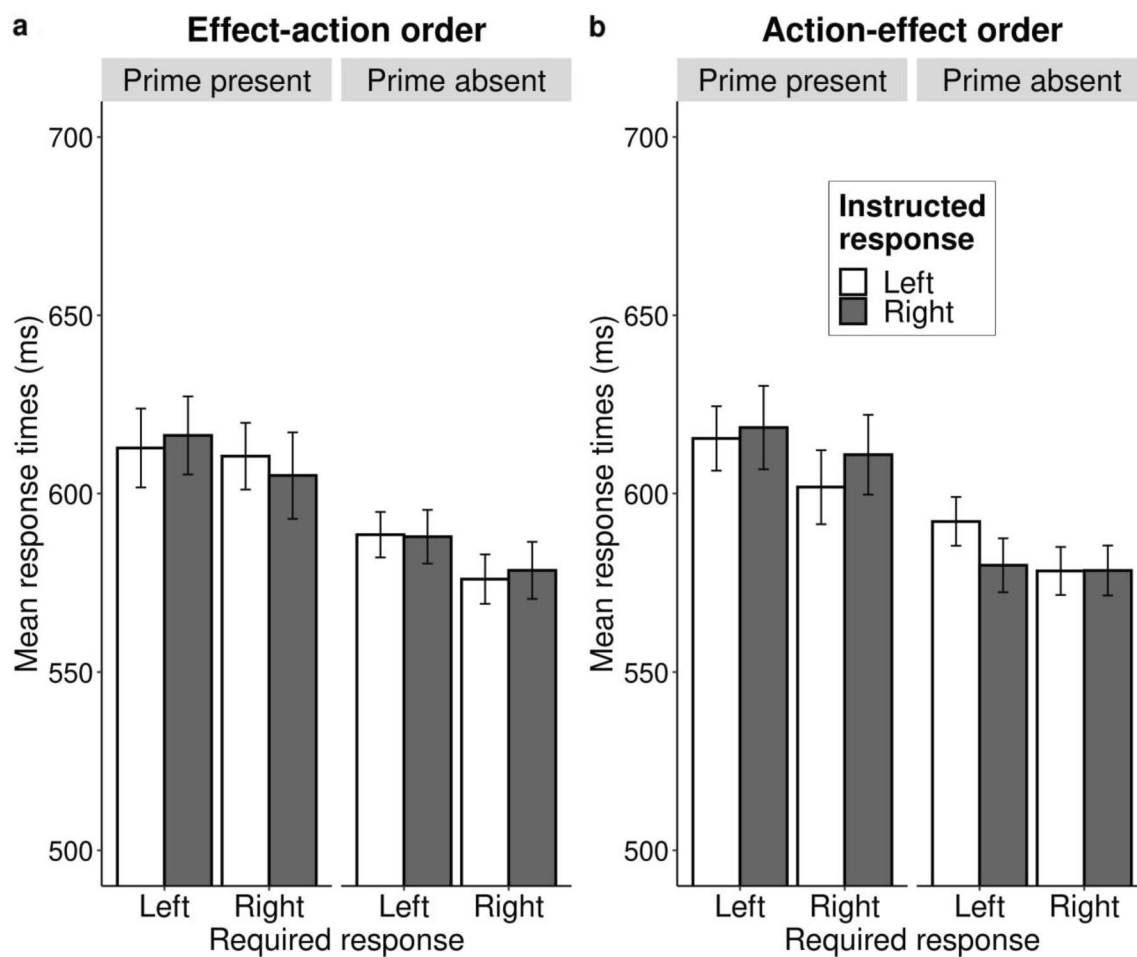 a
Effect-action order
Prime present
Prime absent
700
650
600
550
500
Mean response times (ms)
Left
Right
Left
Right
Required response
b
Action-effect order
Prime present
Prime absent
Instructed
response
Left
Right
700
650
600
550
500
Mean response times (ms)
Left
Right
Left
Right
Required response